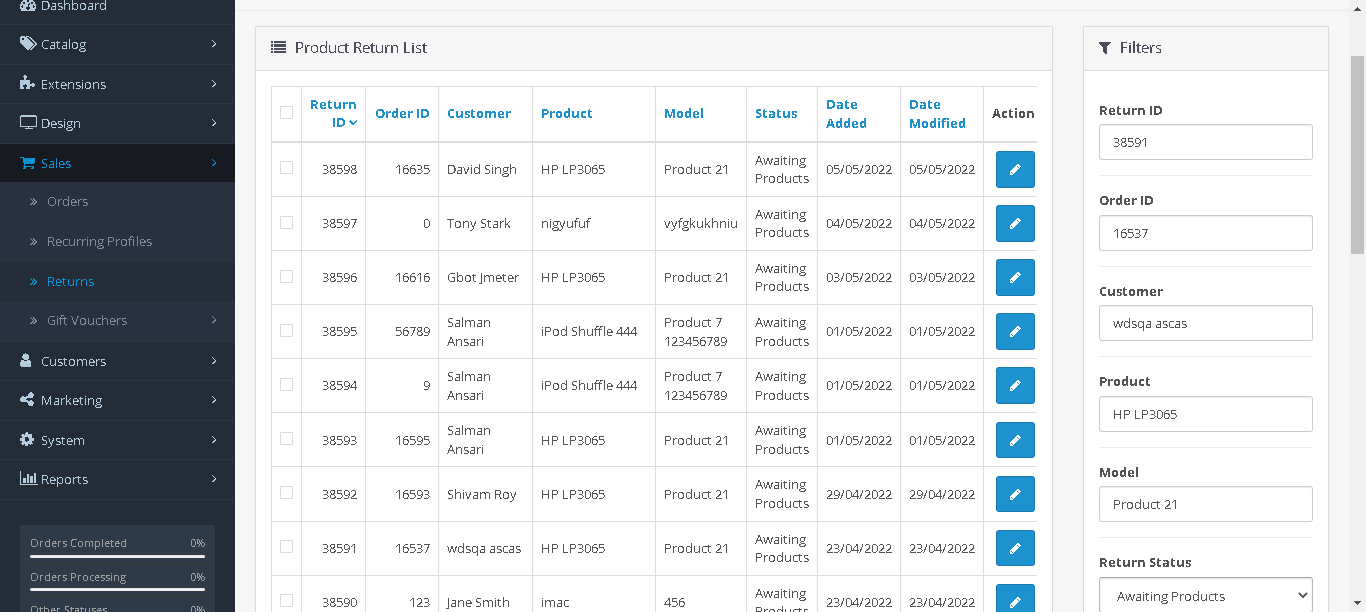 Dashboard
Catalog
Extensions
Design
Sales
Orders
Recurring Profiles
Returns
Gift Vouchers
Customers
Marketing
System
Reports
Orders Completed 0%
Orders Processing 0%
Other Statuses 0%
Product Return List
Return ID Order ID Customer Product Model Status Date Added Date Modified Action
38598 16635 David Singh HP LP3065 Product 21 Awaiting Products 05/05/2022 05/05/2022
38597 0 Tony Stark nigyufuf vyfgkukhniu Awaiting Products 04/05/2022 04/05/2022
38596 16616 Gbot Jmeter HP LP3065 Product 21 Awaiting Products 03/05/2022 03/05/2022
38595 56789 Salman Ansari iPod Shuffle 444 Product 7 123456789 Awaiting Products 01/05/2022 01/05/2022
38594 9 Salman Ansari iPod Shuffle 444 Product 7 123456789 Awaiting Products 01/05/2022 01/05/2022
38593 16595 Salman Ansari HP LP3065 Product 21 Awaiting Products 01/05/2022 01/05/2022
38592 16593 Shivam Roy HP LP3065 Product 21 Awaiting Products 29/04/2022 29/04/2022
38591 16537 wdsqa ascas HP LP3065 Product 21 Awaiting Products 23/04/2022 23/04/2022
38590 123 Jane Smith imac 456 Awaiting Products 23/04/2022 23/04/2022
Filters
Return ID
38591
Order ID
16537
Customer
wdsqa ascas
Product
HP LP3065
Model
Product 21
Return Status
Awaiting Products